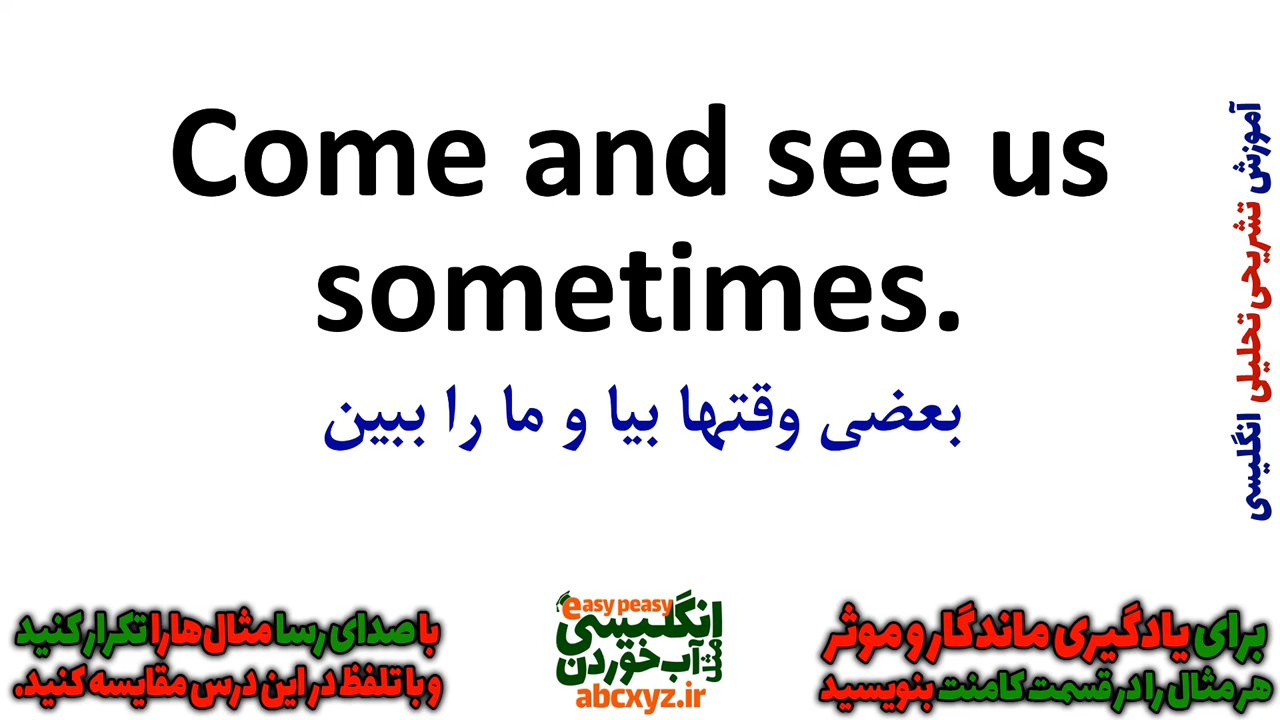 Come and see us
sometimes.
بعضی وقتها بیا و ما را ببین
آموزش تشریحی تحلیلی انگلیسی
برای یادگیری ماندگار و موثر
هر مثال را در قسمت کامنت بنویسید
easy peasy
انگلیسی
مثل آب خوردن
abcxyz.ir
با صدای رسا مثال‌ها را تکرار کنید
و با تلفظ در این درس مقایسه کنید.